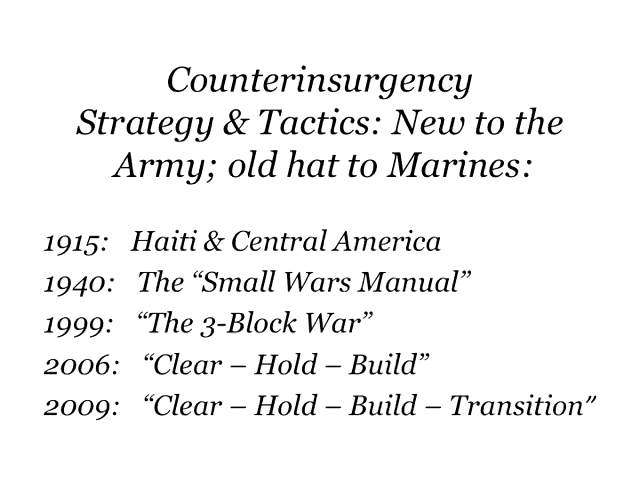 Counterinsurgency
Strategy & Tactics: New to the
Army; old hat to Marines:
1915: Haiti & Central America
1940: The “Small Wars Manual”
1999: “The 3-Block War”
2006: “Clear – Hold – Build”
2009: “Clear – Hold – Build – Transition”